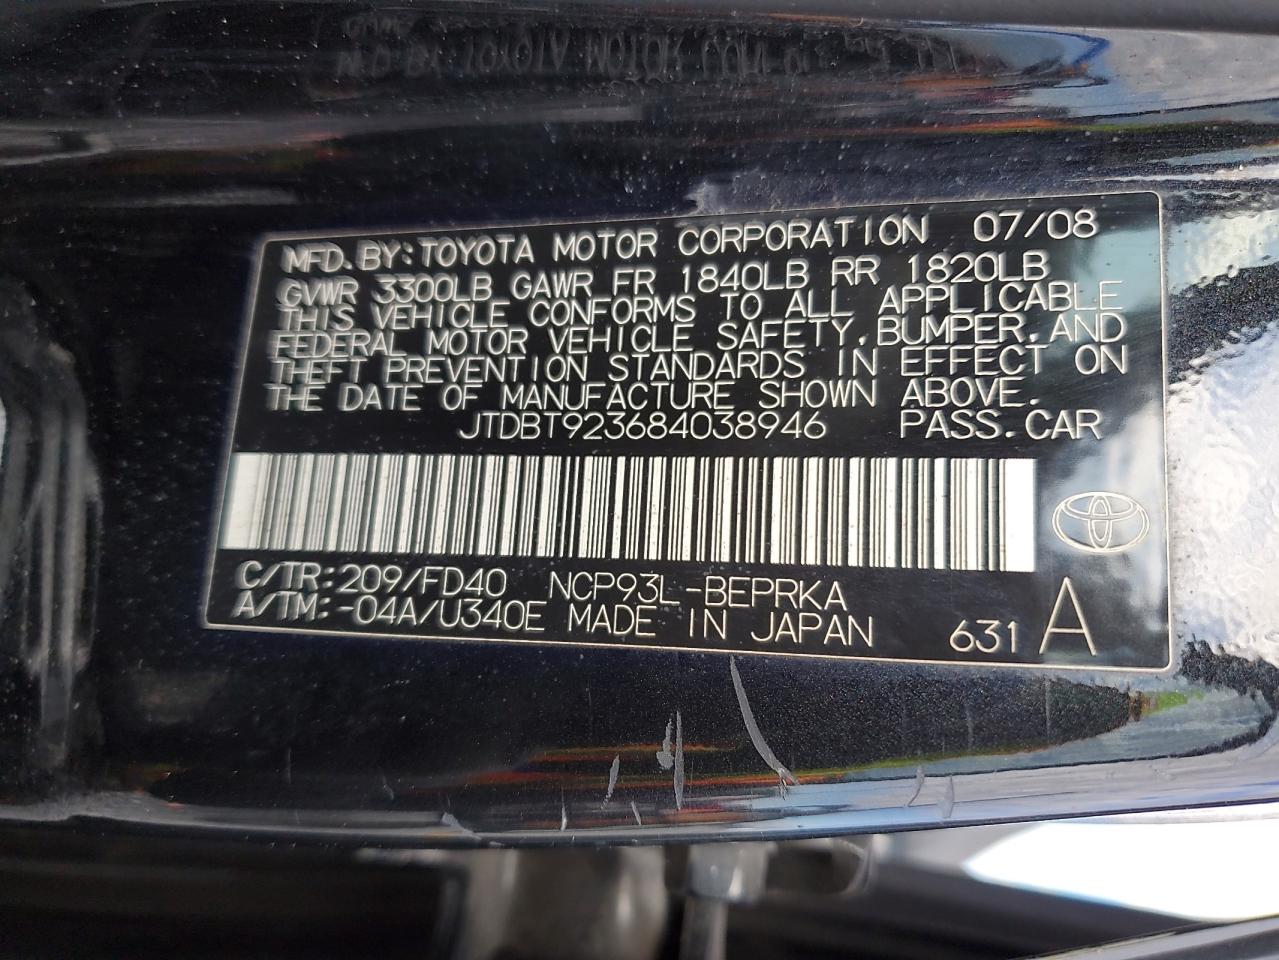 MFD. BY: TOYOTA MOTOR CORPORATION 07/08
GVWR 3300LB GAWR FR 1840LB RR 1820LB
THIS VEHICLE CONFORMS TO ALL APPLICABLE
FEDERAL MOTOR VEHICLE SAFETY, BUMPER, AND
THEFT PREVENTION STANDARDS IN EFFECT ON
THE DATE OF MANUFACTURE SHOWN ABOVE.
JTDBT923684038946 PASS. CAR
C/TR: 209/FD40 NCP93L-BEPRKA
A/TM: -04A/U340E MADE IN JAPAN 631 A